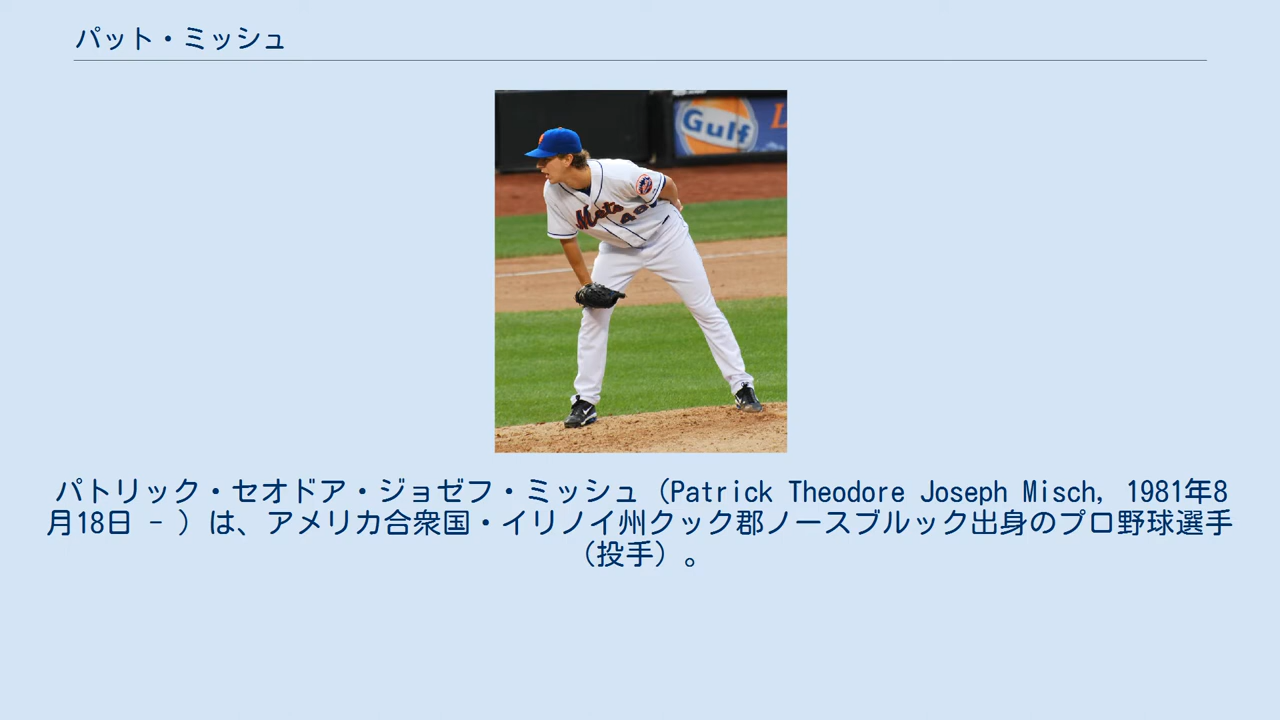 パット・ミッシュ
Gulf
Mets
48
パトリック・セオドア・ジョゼフ・ミッシュ（Patrick Theodore Joseph Misch, 1981年8
月18日 - ）は、アメリカ合衆国・イリノイ州クック郡ノースブルック出身のプロ野球選手
（投手）。